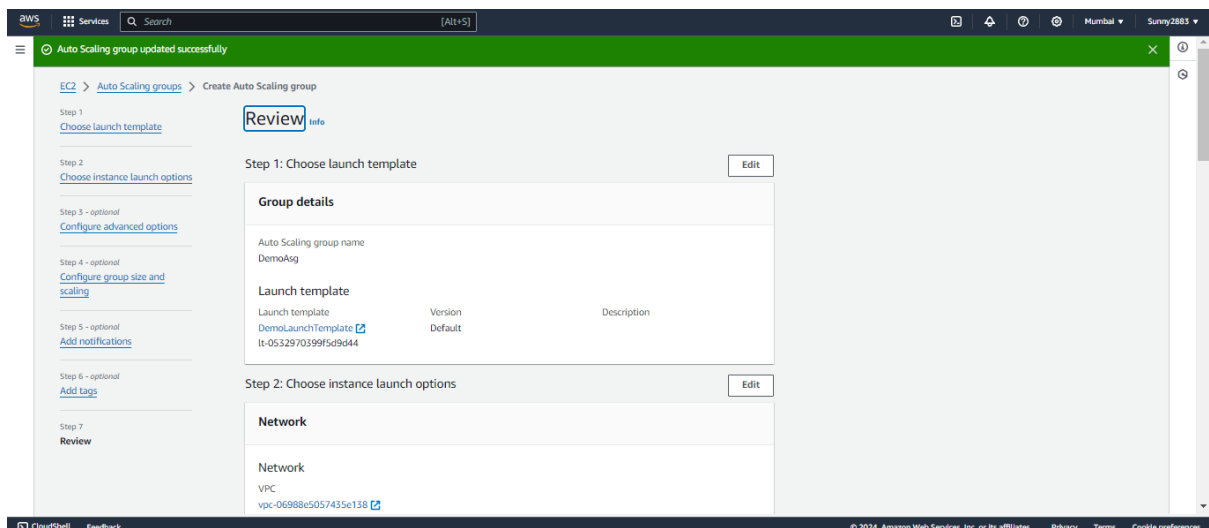 aws
Services
Search
[Alt+S]
Mumbai
Sunny2883
Auto Scaling group updated successfully
EC2 > Auto Scaling groups > Create Auto Scaling group
Step 1
Choose launch template
Step 2
Choose instance launch options
Step 3 - optional
Configure advanced options
Step 4 - optional
Configure group size and
scaling
Step 5 - optional
Add notifications
Step 6 - optional
Add tags
Step 7
Review
Review Info
Step 1: Choose launch template
Edit
Group details
Auto Scaling group name
DemoAsg
Launch template
Launch template
DemoLaunchTemplate
lt-0532970399f5d9d44
Version
Default
Description
Step 2: Choose instance launch options
Edit
Network
Network
VPC
vpc-06988e5057435e138
CloudShell
Feedback
© 2024, Amazon Web Services, Inc. or its affiliates.
Privacy
Terms
Cookie preferences